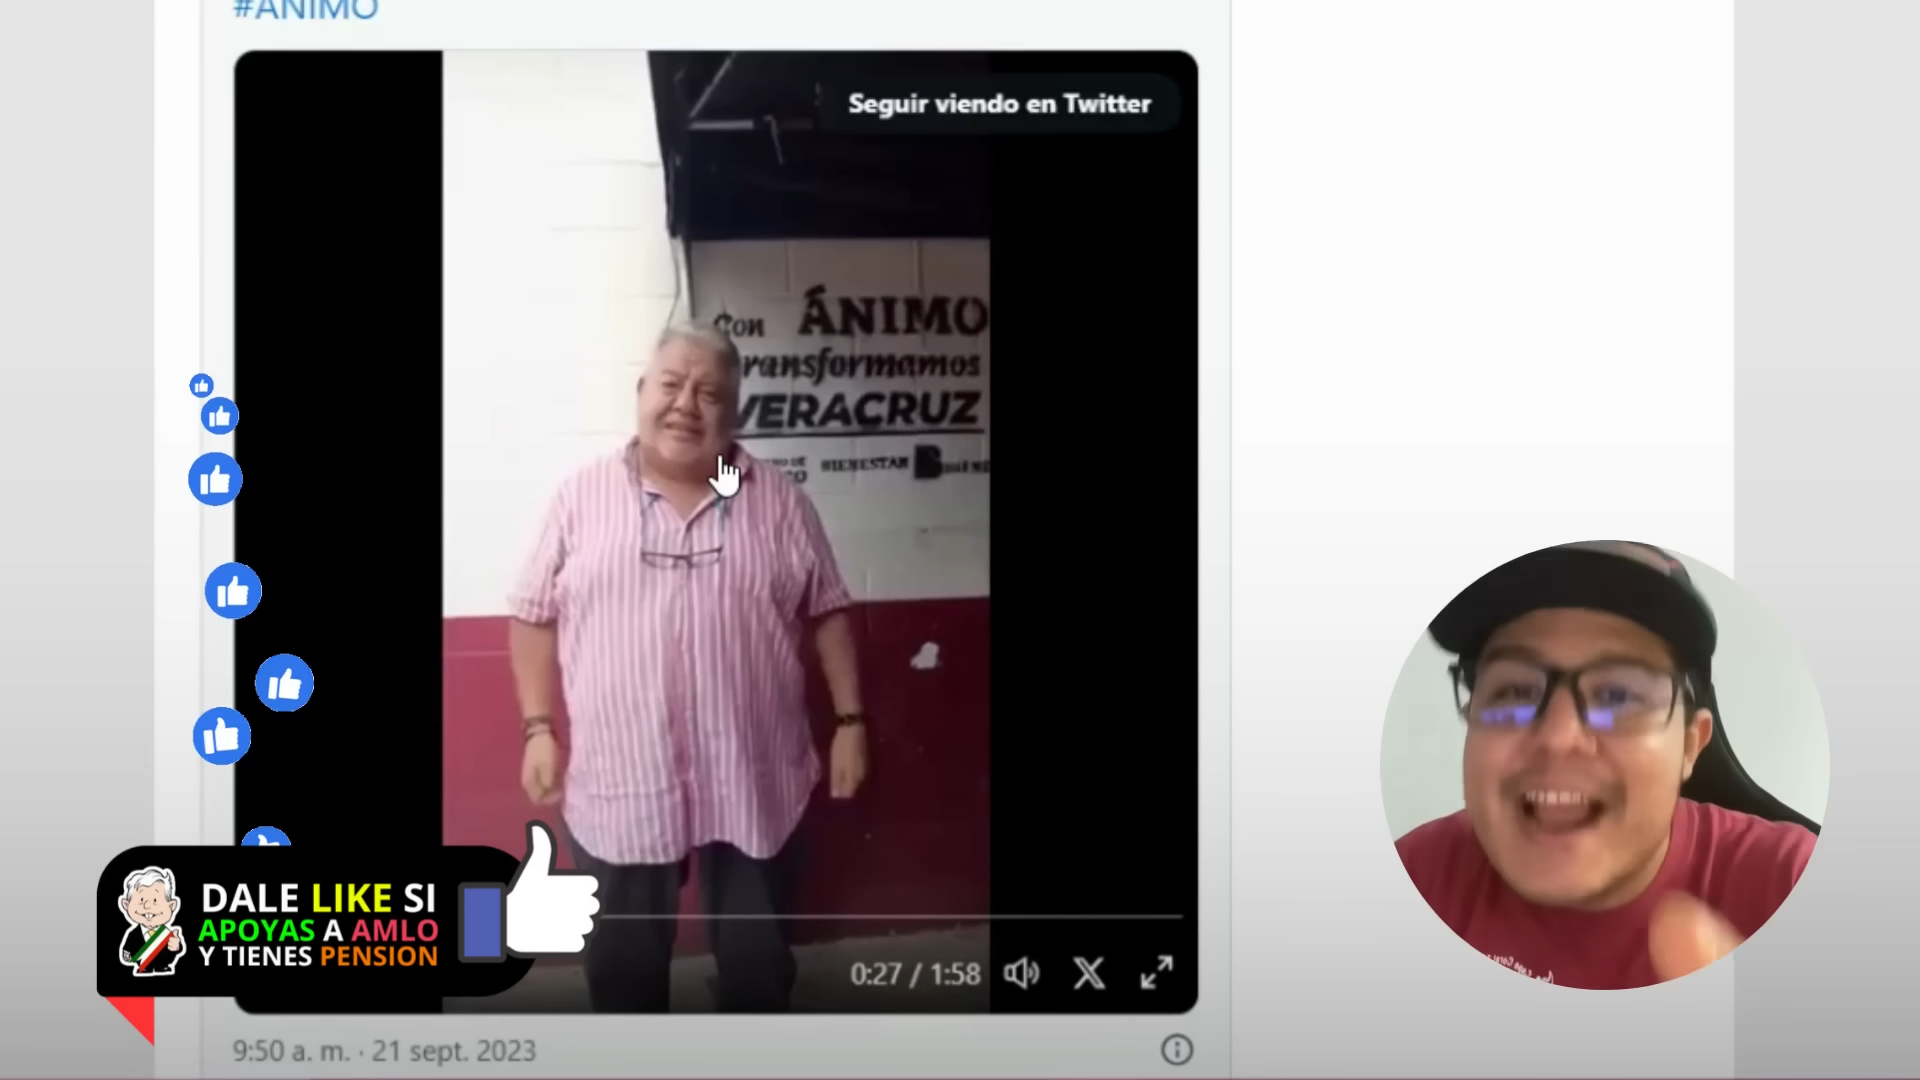 #ÁNIMO
Seguir viendo en Twitter
Con ÁNIMO
ransformamos
VERACRUZ
BIENESTAR
DALE LIKE SI
APOYAS A AMLO
Y TIENES PENSION
0:27 / 1:58
9:50 a. m. · 21 sept. 2023